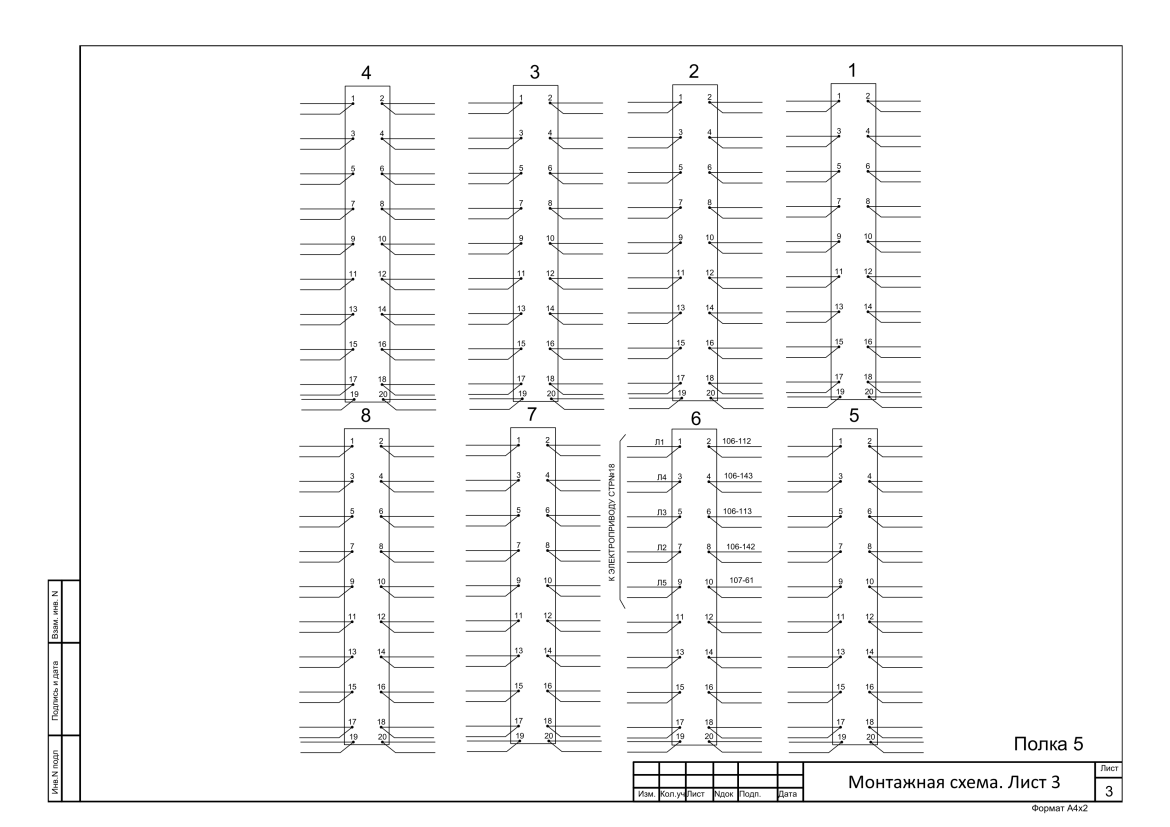 4 3 2 1
1 2 1 2 1 2 1 2
3 4 3 4 3 4 3 4
5 6 5 6 5 6 5 6
7 8 7 8 7 8 7 8
9 10 9 10 9 10 9 10
11 12 11 12 11 12 11 12
13 14 13 14 13 14 13 14
15 16 15 16 15 16 15 16
17 18 17 18 17 18 17 18
19 20 19 20 19 20 19 20
8 7 6 5
1 2 1 2 Л1 1 2 106-112 1 2
3 4 3 4 Л4 3 4 106-143 3 4
5 6 5 6 Л3 5 6 106-113 5 6
7 8 7 8 Л2 7 8 106-142 7 8
9 10 9 10 Л5 9 10 107-61 9 10
11 12 11 12 11 12 11 12
13 14 13 14 13 14 13 14
15 16 15 16 15 16 15 16
17 18 17 18 17 18 17 18
19 20 19 20 19 20 19 20
К ЭЛЕКТРОПРИВОДУ СТР№18
Взам. инв. N
Подпись и дата
Инв.N подл
Полка 5
Изм. Кол.уч Лист Nдок Подп. Дата
Монтажная схема. Лист 3
Лист
3
Формат А4х2